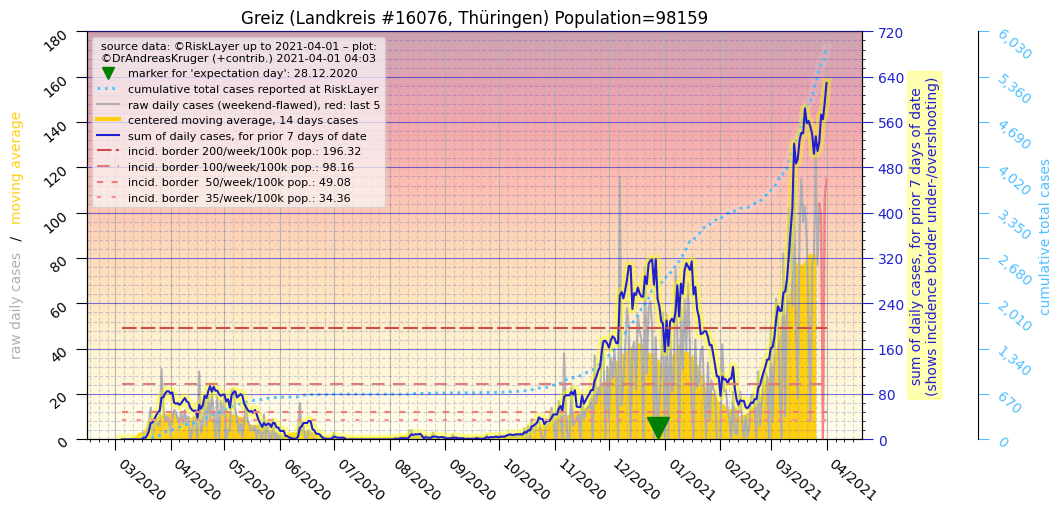 Greiz (Landkreis #16076, Thüringen) Population=98159
source data: ©RiskLayer up to 2021-04-01 – plot:
©DrAndreasKruger (+contrib.) 2021-04-01 04:03
marker for 'expectation day': 28.12.2020
cumulative total cases reported at RiskLayer
raw daily cases (weekend-flawed), red: last 5
centered moving average, 14 days cases
sum of daily cases, for prior 7 days of date
incid. border 200/week/100k pop.: 196.32
incid. border 100/week/100k pop.: 98.16
incid. border  50/week/100k pop.: 49.08
incid. border  35/week/100k pop.: 34.36
raw daily cases / moving average
180
160
140
120
100
80
60
40
20
0
03/2020
04/2020
05/2020
06/2020
07/2020
08/2020
09/2020
10/2020
11/2020
12/2020
01/2021
02/2021
03/2021
04/2021
720
640
560
480
400
320
240
160
80
0
sum of daily cases, for prior 7 days of date
(shows incidence border under-/overshooting)
6,030
5,360
4,690
4,020
3,350
2,680
2,010
1,340
670
0
cumulative total cases